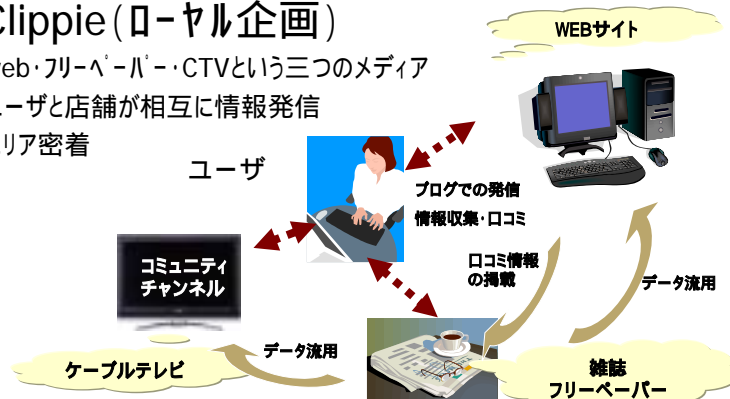 Clippie(ローヤル企画)
web・フリーペーパー・CTVという三つのメディア
ユーザと店舗が相互に情報発信
エリア密着
ユーザ
WEBサイト
ブログでの発信
情報収集・口コミ
口コミ情報
の掲載
データ流用
コミュニティ
チャンネル
ケーブルテレビ
データ流用
雑誌
フリーペーパー